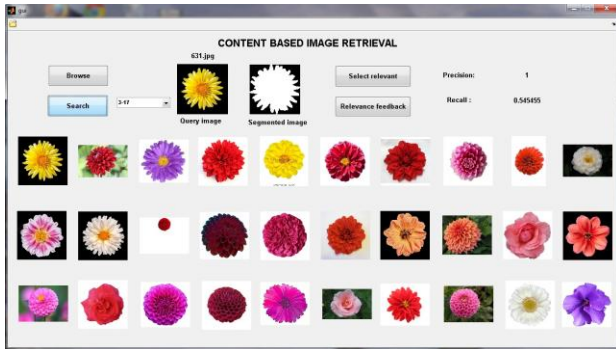 gui
CONTENT BASED IMAGE RETRIEVAL
631.jpg
Browse
Select relevant
Precision:
1
Search
3-17
Relevance feedback
Recall :
0.545455
Query image
Segmented image